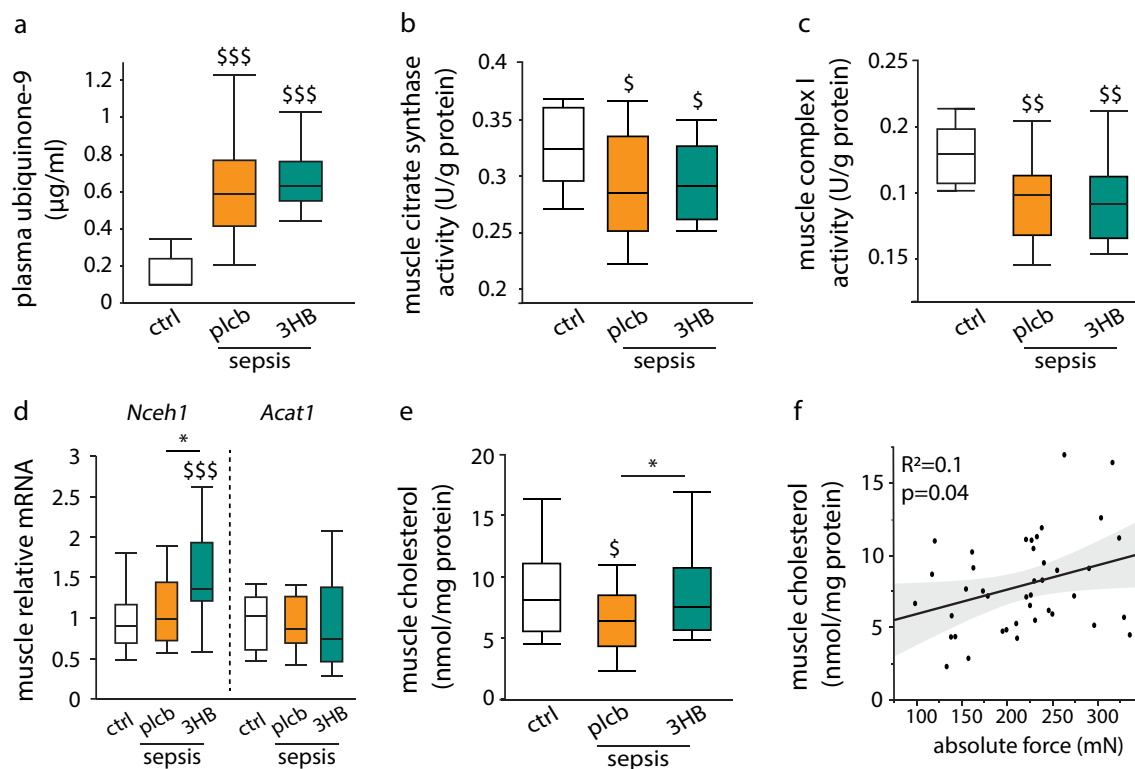 a
plasma ubiquinone-9
(µg/ml)
1.2
1
0.8
0.6
0.4
0.2
0
$$$
$$$
ctrl
plcb
3HB
sepsis
b
muscle citrate synthase
activity (U/g protein)
0.4
0.35
0.3
0.25
0.2
$
$
ctrl
plcb
3HB
sepsis
c
muscle complex I
activity (U/g protein)
0.2
0.1
0.15
$$
$$
ctrl
plcb
3HB
sepsis
d
Nceh1
Acat1
muscle relative mRNA
3
2.5
2
1.5
1
0.5
0
*
$$$
ctrl
plcb
3HB
ctrl
plcb
3HB
sepsis
sepsis
e
muscle cholesterol
(nmol/mg protein)
20
15
10
5
0
$
*
ctrl
plcb
3HB
sepsis
f
muscle cholesterol
(nmol/mg protein)
15
10
5
0
R²=0.1
p=0.04
100 150 200 250 300
absolute force (mN)